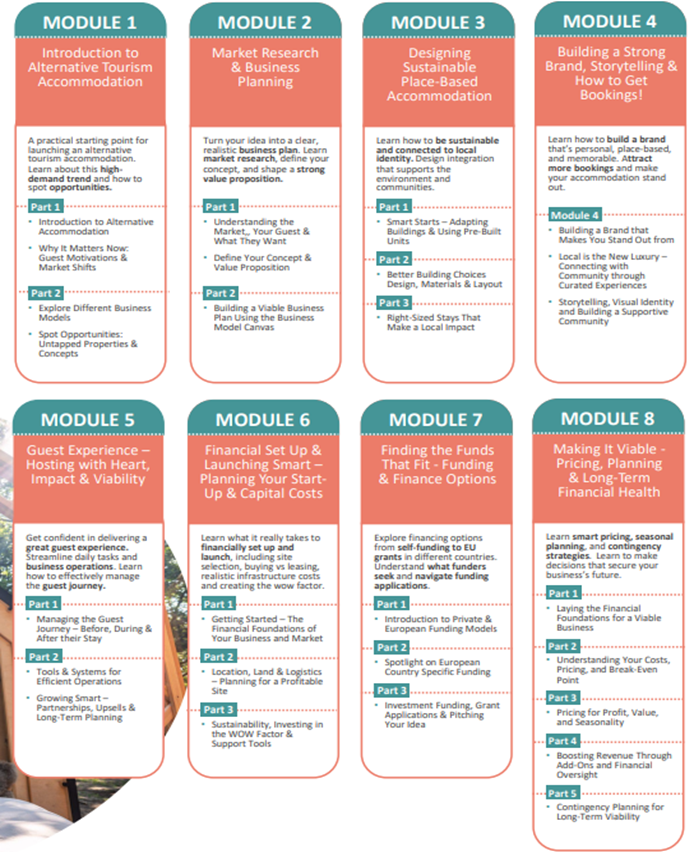 MODULE 1
Introduction to
Alternative Tourism
Accommodation
A practical starting point for
launching an alternative
tourism accommodation.
Learn about this high-
demand trend and how to
spot opportunities.
Part 1
• Introduction to Alternative
Accommodation
• Why It Matters Now:
Guest Motivations &
Market Shifts
Part 2
• Explore Different Business
Models
• Spot Opportunities:
Untapped Properties &
Concepts
MODULE 2
Market Research
& Business
Planning
Turn your idea into a clear,
realistic business plan. Learn
market research, define your
concept, and shape a strong
value proposition.
Part 1
• Understanding the
Market,, Your Guest &
What They Want
• Define Your Concept &
Value Proposition
Part 2
• Building a Viable Business
Plan Using the Business
Model Canvas
MODULE 3
Designing
Sustainable
Place-Based
Accommodation
Learn how to be sustainable
and connected to local
identity. Design integration
that supports the
environment and
communities.
Part 1
• Smart Starts – Adapting
Buildings & Using Pre-Built
Units
Part 2
• Better Building Choices
Design, Materials & Layout
Part 3
• Right-Sized Stays That
Make a Local Impact
MODULE 4
Building a Strong
Brand, Storytelling &
How to Get
Bookings!
Learn how to build a brand
that's personal, place-based,
and memorable. Attract
more bookings and make
your accommodation stand
out.
Module 4
• Building a Brand that
Makes You Stand Out from
• Local is the New Luxury –
Connecting with
Community through
Curated Experiences
• Storytelling, Visual Identity
and Building a Supportive
Community
MODULE 5
Guest Experience –
Hosting with Heart,
Impact & Viability
Get confident in delivering a
great guest experience.
Streamline daily tasks and
business operations. Learn
how to effectively manage
the guest journey.
Part 1
• Managing the Guest
Journey – Before, During &
After their Stay
Part 2
• Tools & Systems for
Efficient Operations
• Growing Smart –
Partnerships, Upsells &
Long-Term Planning
MODULE 6
Financial Set Up &
Launching Smart –
Planning Your Start-
Up & Capital Costs
Learn what it really takes to
financially set up and
launch, including site
selection, buying vs leasing,
realistic infrastructure costs
and creating the wow factor.
Part 1
• Getting Started – The
Financial Foundations of
Your Business and Market
Part 2
• Location, Land & Logistics
– Planning for a Profitable
Site
Part 3
• Sustainability, Investing in
the WOW Factor &
Support Tools
MODULE 7
Finding the Funds
That Fit - Funding
& Finance Options
Explore financing options
from self-funding to EU
grants in different countries.
Understand what funders
seek and navigate funding
applications.
Part 1
• Introduction to Private &
European Funding Models
Part 2
• Spotlight on European
Country Specific Funding
Part 3
• Investment Funding, Grant
Applications & Pitching
Your Idea
MODULE 8
Making It Viable -
Pricing, Planning
& Long-Term
Financial Health
Learn smart pricing, seasonal
planning, and contingency
strategies. Learn to make
decisions that secure your
business's future.
Part 1
• Laying the Financial
Foundations for a Viable
Business
Part 2
• Understanding Your Costs,
Pricing, and Break-Even
Point
Part 3
• Pricing for Profit, Value,
and Seasonality
Part 4
• Boosting Revenue Through
Add-Ons and Financial
Oversight
Part 5
• Contingency Planning for
Long-Term Viability